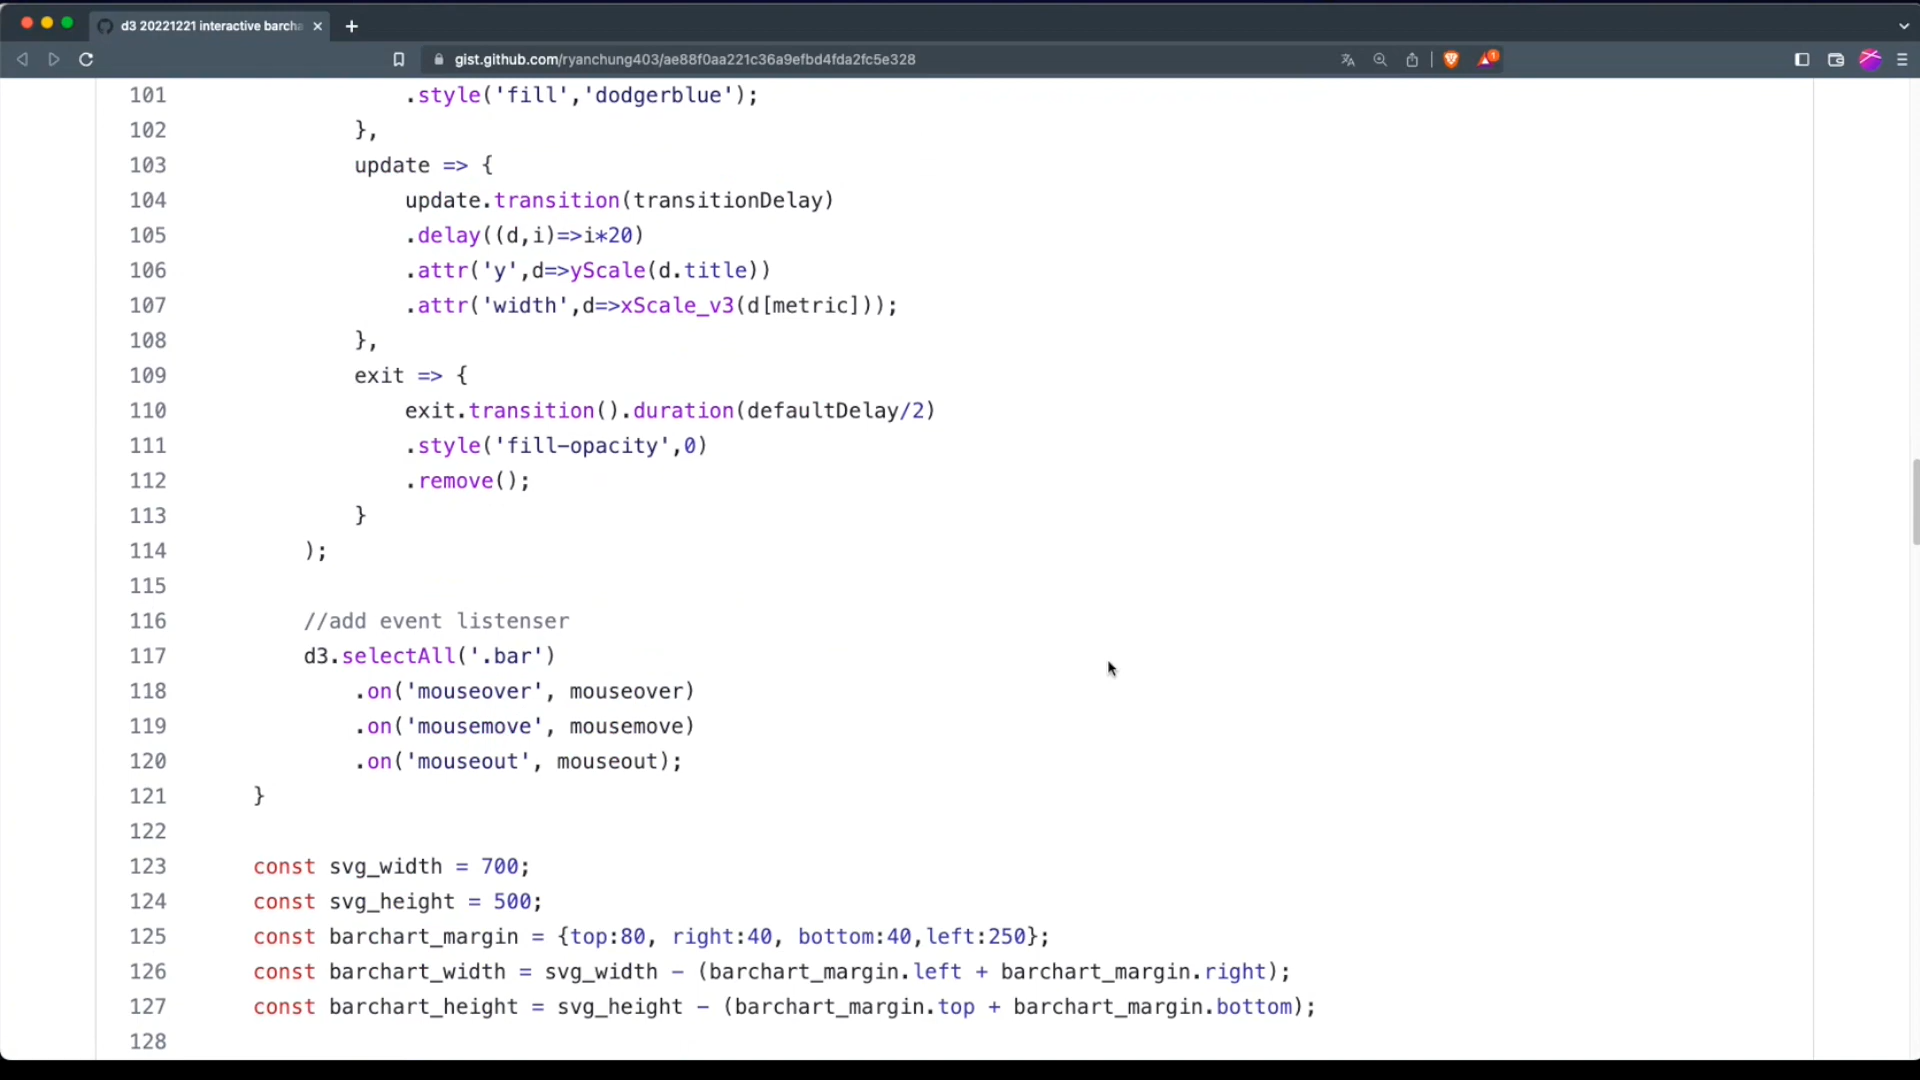 d3 20221221 interactive barcha
gist.github.com/ryanchung403/ae88f0aa221c36a9efbd4fda2fc5e328
1
101 .style('fill','dodgerblue');
102 },
103 update => {
104 update.transition(transitionDelay)
105 .delay((d,i)=>i*20)
106 .attr('y',d=>yScale(d.title))
107 .attr('width',d=>xScale_v3(d[metric]));
108 },
109 exit => {
110 exit.transition().duration(defaultDelay/2)
111 .style('fill-opacity',0)
112 .remove();
113 }
114 );
115
116 //add event listenser
117 d3.selectAll('.bar')
118 .on('mouseover', mouseover)
119 .on('mousemove', mousemove)
120 .on('mouseout', mouseout);
121 }
122
123 const svg_width = 700;
124 const svg_height = 500;
125 const barchart_margin = {top:80, right:40, bottom:40,left:250};
126 const barchart_width = svg_width - (barchart_margin.left + barchart_margin.right);
127 const barchart_height = svg_height - (barchart_margin.top + barchart_margin.bottom);
128